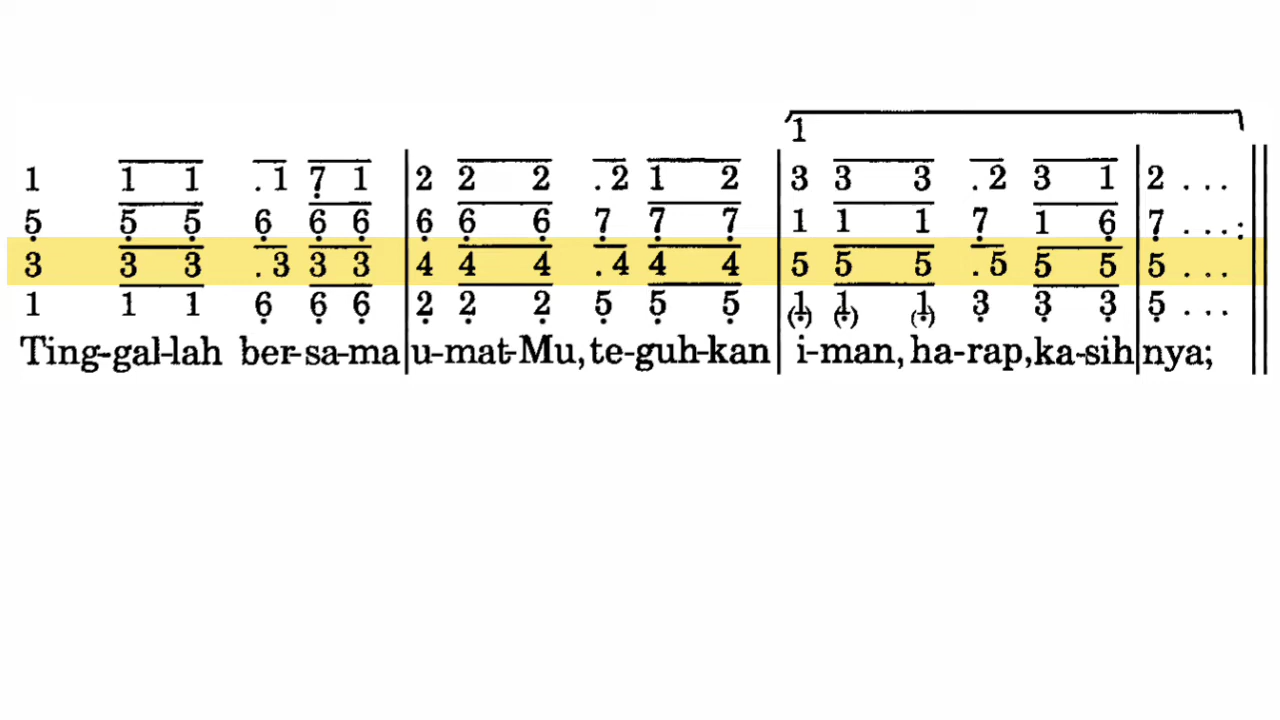 1
1 1 1 . 1 7̣ 1 | 2 2 2 . 2 1 2 | 3 3 3 . 2 3 1 | 2 . . .
5̣ 5̣ 5̣ 6̣ 6̣ 6̣ | 6̣ 6̣ 6̣ 7̣ 7̣ 7̣ | 1 1 1 7̣ 1 6̣ | 7̣ . . . :
3 3 3 . 3 3 3 | 4 4 4 . 4 4 4 | 5 5 5 . 5 5 5 | 5 . . .
1 1 1 6̣ 6̣ 6̣ | 2̣ 2̣ 2̣ 5̣ 5̣ 5̣ | 1(̣) 1(̣) 1(̣) 3̣ 3̣ 3̣ | 5̣ . . .
Ting-gal-lah ber-sa-ma | u-mat-Mu, te-guh-kan | i-man, ha-rap, ka-sih | nya;